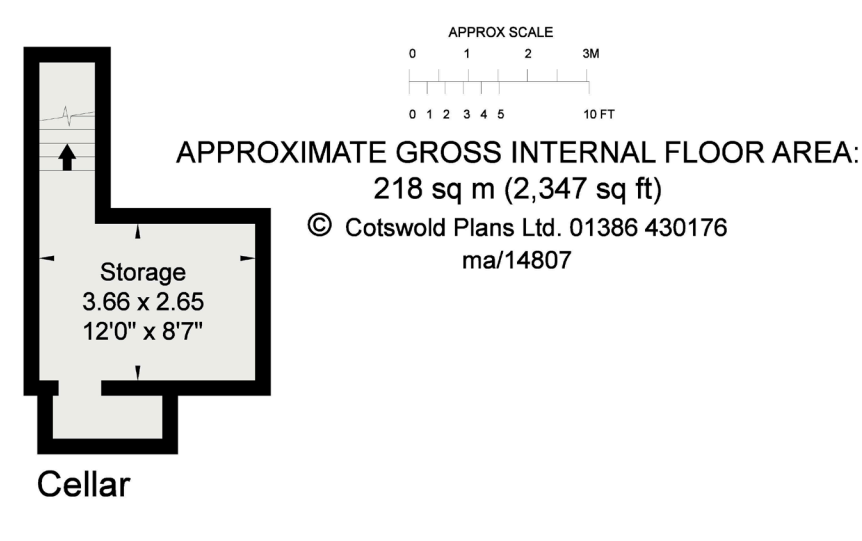 APPROX SCALE
0 1 2 3M
0 1 2 3 4 5 10 FT
APPROXIMATE GROSS INTERNAL FLOOR AREA:
218 sq m (2,347 sq ft)
© Cotswold Plans Ltd. 01386 430176
ma/14807
Storage
3.66 x 2.65
12'0" x 8'7"
Cellar